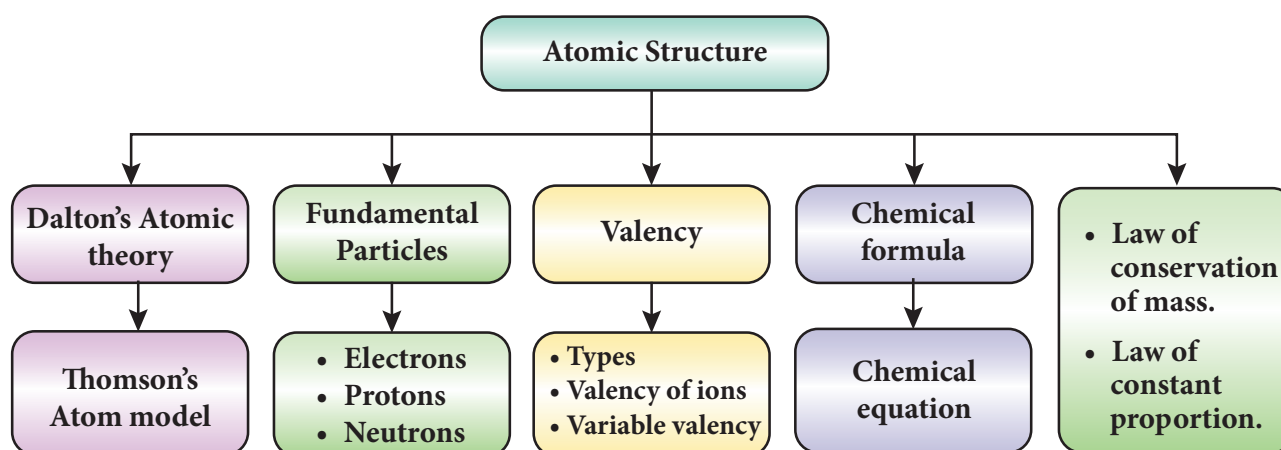 Atomic Structure
Dalton’s Atomic
theory
Thomson’s
Atom model
Fundamental
Particles
• Electrons
• Protons
• Neutrons
Valency
• Types
• Valency of ions
• Variable valency
Chemical
formula
Chemical
equation
• Law of
conservation
of mass.
• Law of
constant
proportion.